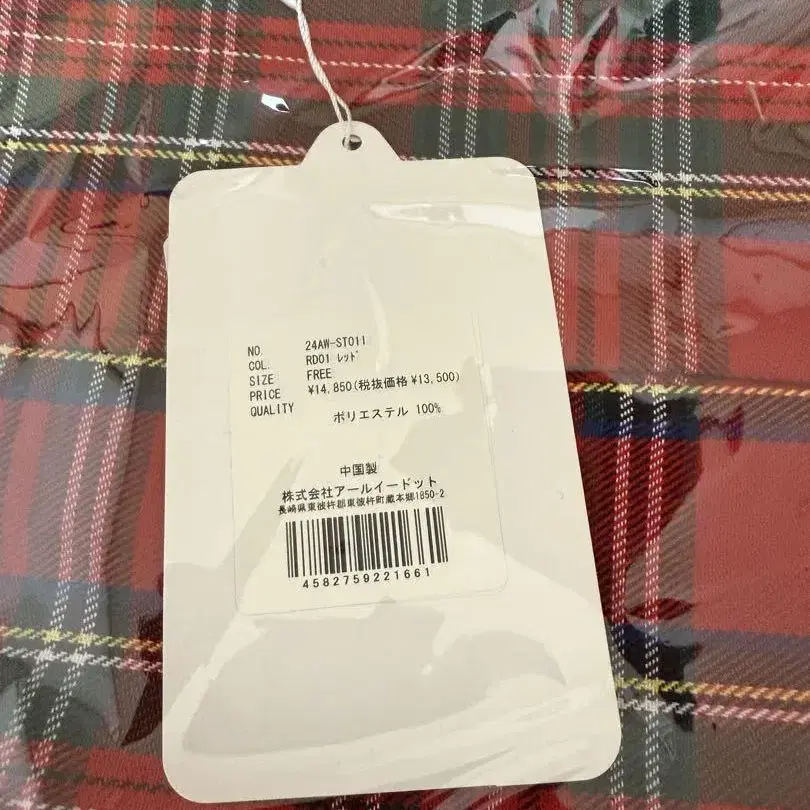 NO. 24AW-ST011
COL. RD01 ﾚｯﾄﾞ
SIZE FREE
PRICE ¥14,850(税抜価格 ¥13,500)
QUALITY
ポリエステル 100%
中国製
株式会社アールイードット
長崎県東彼杵郡東彼杵町蔵本郷1850-2
4582759221661